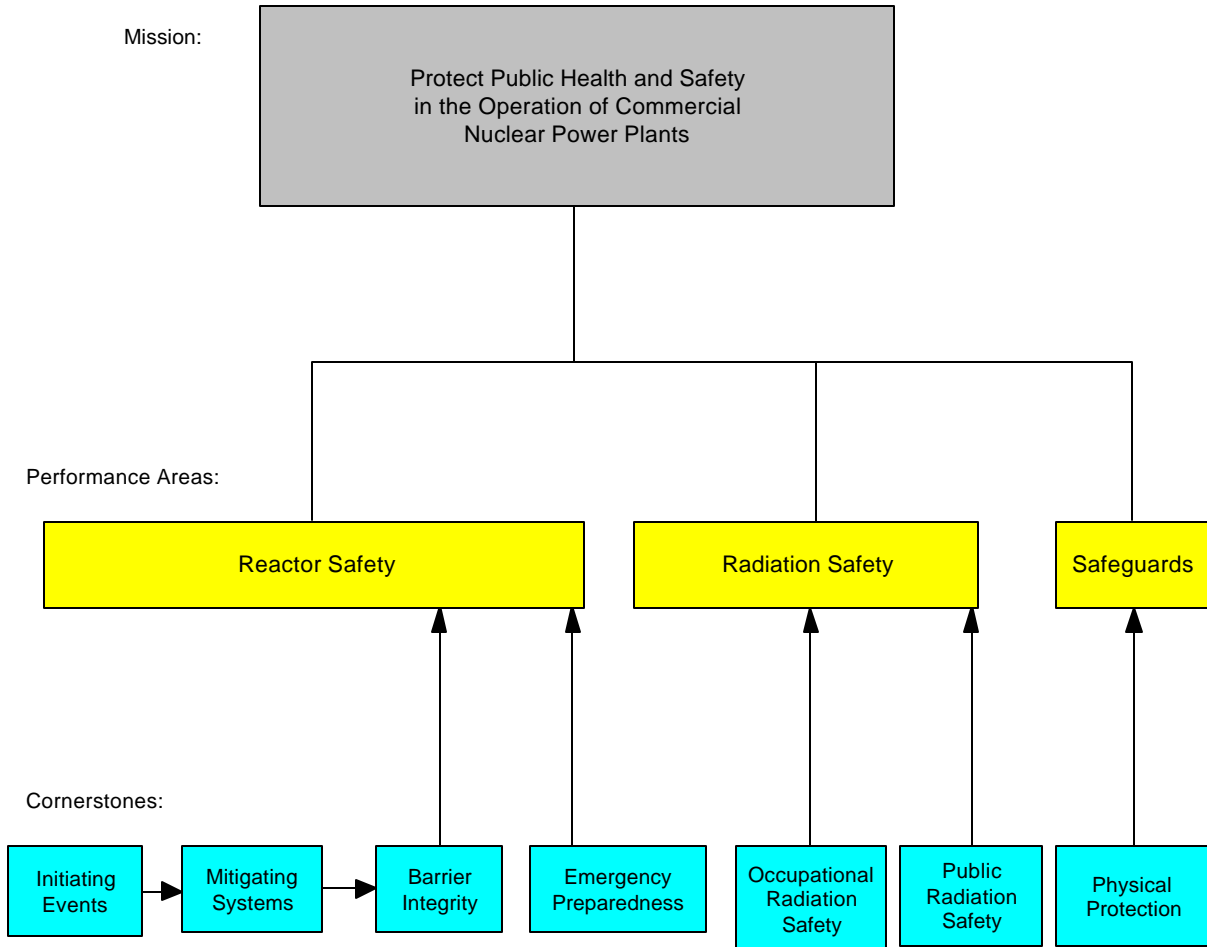 Mission:
Protect Public Health and Safety
in the Operation of Commercial
Nuclear Power Plants
Performance Areas:
Reactor Safety
Radiation Safety
Safeguards
Cornerstones:
Initiating
Events
Mitigating
Systems
Barrier
Integrity
Emergency
Preparedness
Occupational
Radiation
Safety
Public
Radiation
Safety
Physical
Protection